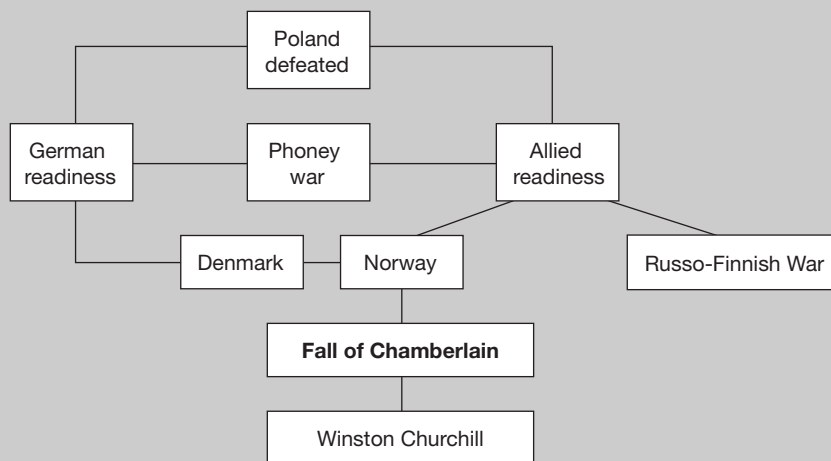 Poland
defeated
German
readiness
Phoney
war
Allied
readiness
Denmark
Norway
Russo-Finnish War
Fall of Chamberlain
Winston Churchill